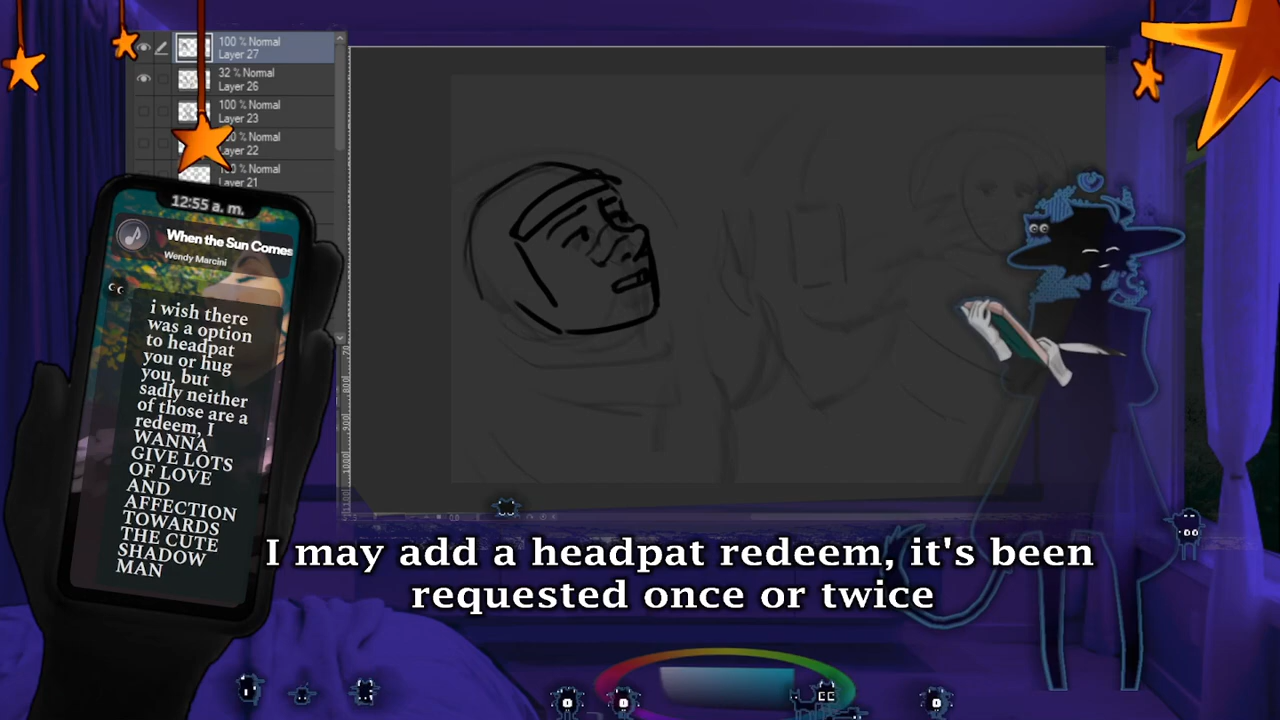 100 % Normal
Layer 27
32 % Normal
Layer 26
100 % Normal
Layer 23
% Normal
Layer 22
% Normal
Layer 21
12:55 a. m.
When the Sun Comes
Wendy Marcini
i wish there
was a option
to headpat
you or hug
you, but
sadly neither
of those are a
redeem, I
WANNA
GIVE LOTS
OF LOVE
AND
AFFECTION
TOWARDS
THE CUTE
SHADOW
MAN
I may add a headpat redeem, it's been
requested once or twice